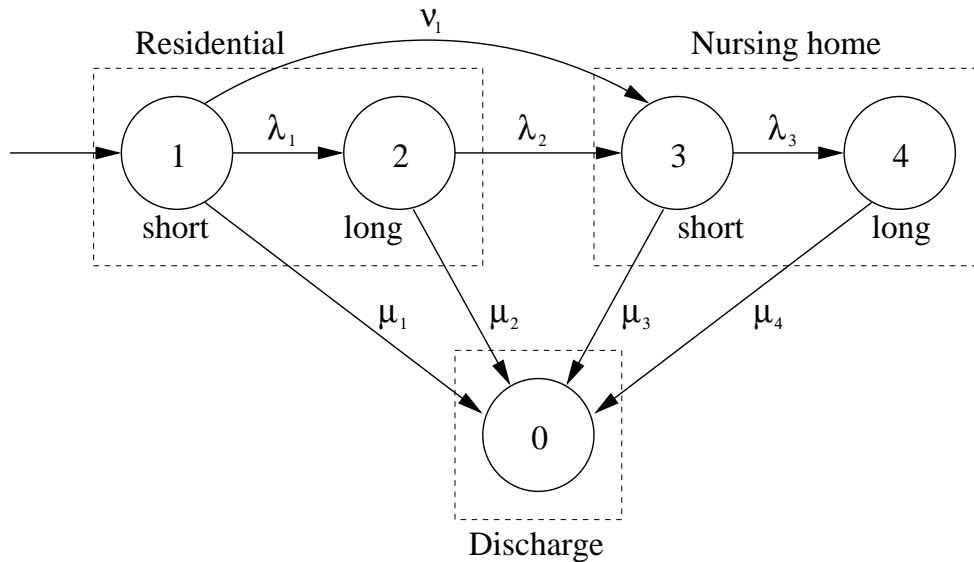 ν₁
Residential
Nursing home
λ₁
λ₂
λ₃
1
2
3
4
short
long
short
long
μ₁
μ₂
μ₃
μ₄
0
Discharge